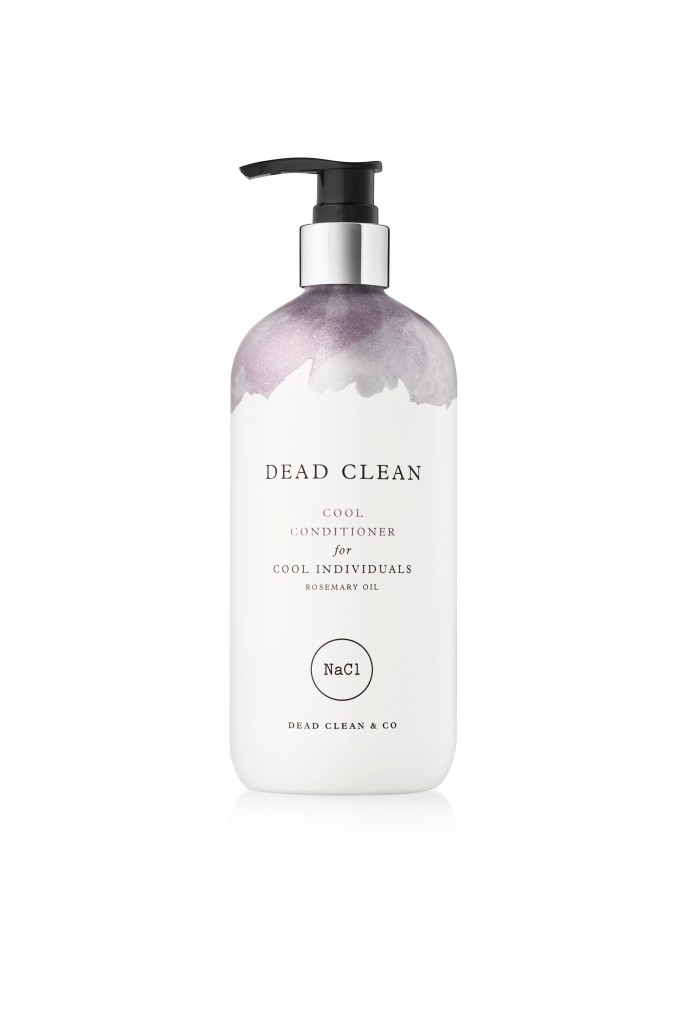 DEAD CLEAN
COOL
CONDITIONER
for
COOL INDIVIDUALS
ROSEMARY OIL
NaCl
DEAD CLEAN & CO